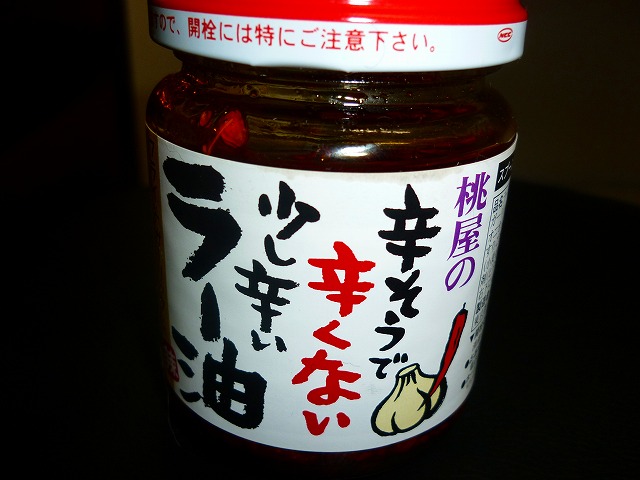 ので、開栓には特にご注意下さい。
桃屋の
辛そうで
辛くない
少し辛い
ラー油